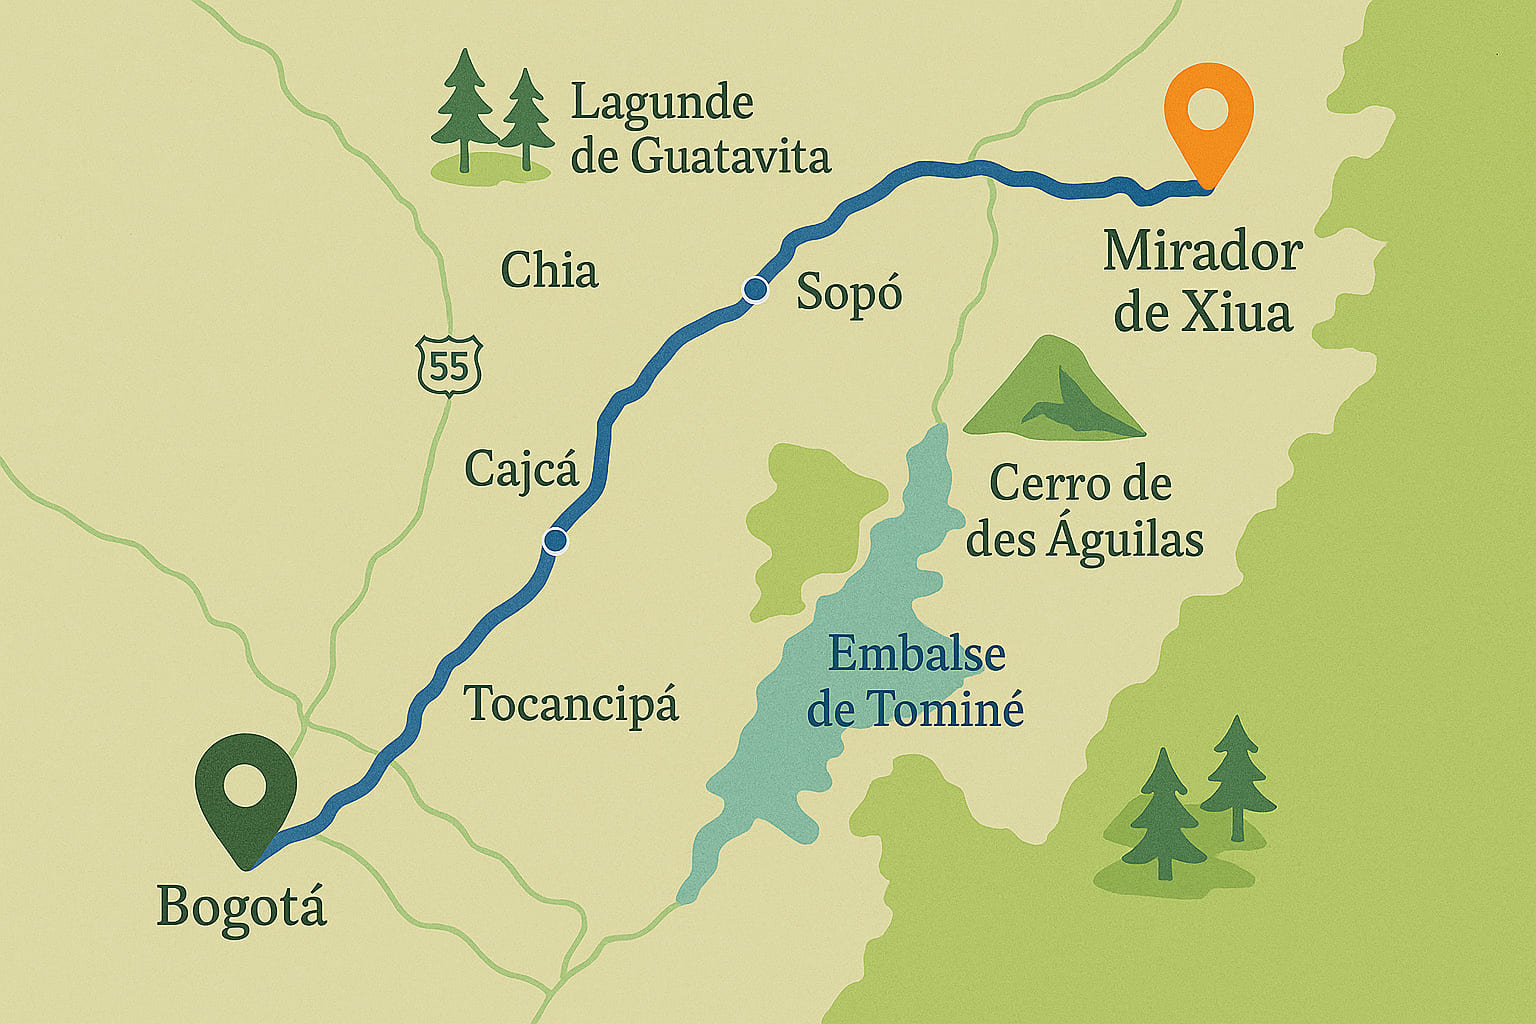 Lagunde
de Guatavita
Mirador
de Xiua
Chia
Sopó
55
Cajcá
Cerro de
des Águilas
Embalse
de Tominé
Tocancipá
Bogotá